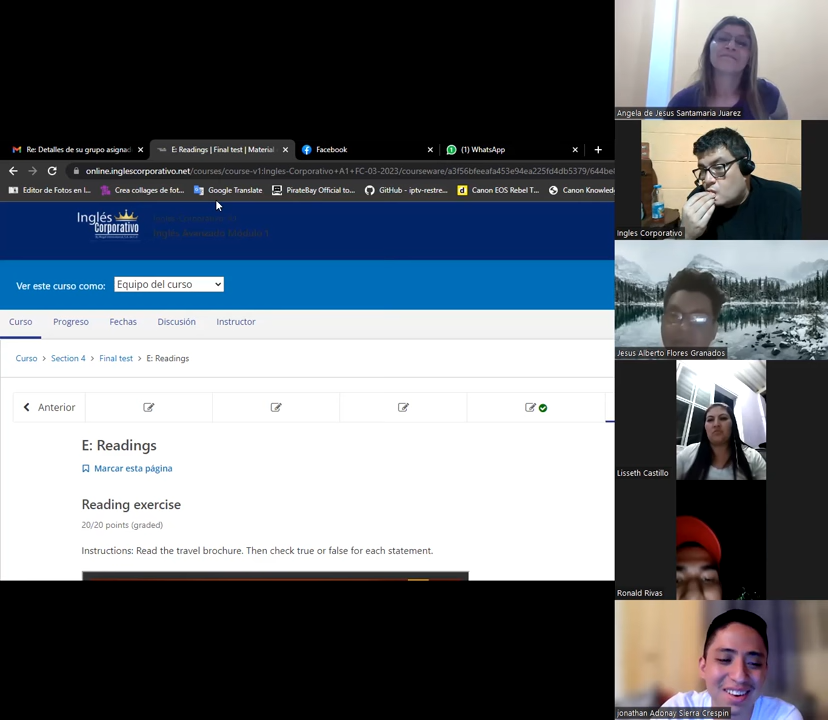 Re: Detalles de su grupo asignad
E: Readings | Final test | Material
Facebook
(1) WhatsApp
online.inglescorporativo.net/courses/course-v1:Ingles-Corporativo+A1+FC-03-2023/courseware/a3f56bfeeafa453e94ea225fd4db5379/644be
Editor de Fotos en l...
Crea collages de fot...
Google Translate
PirateBay Official to...
GitHub - iptv-restre...
Canon EOS Rebel T...
Canon Knowled
Inglés
Corporativo
Inglés Avanzado Módulo 1
Ver este curso como:
Equipo del curso
Curso
Progreso
Fechas
Discusión
Instructor
Curso > Section 4 > Final test > E: Readings
Anterior
E: Readings
Marcar esta página
Reading exercise
20/20 points (graded)
Instructions: Read the travel brochure. Then check true or false for each statement.
Angela de Jesus Santamaria Juarez
Ingles Corporativo
Jesus Alberto Flores Granados
Lisseth Castillo
Ronald Rivas
jonathan Adonay Sierra Crespin